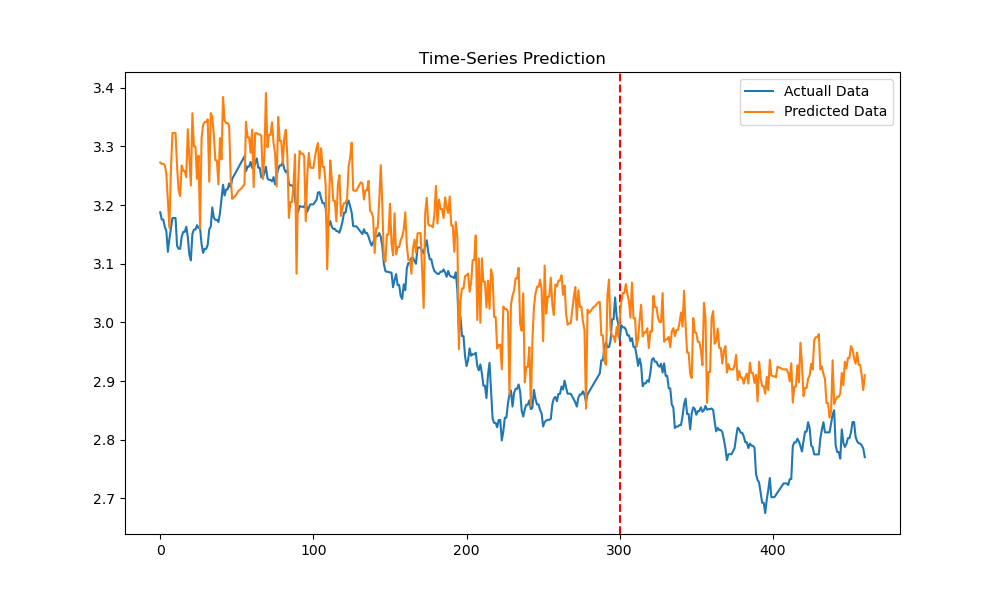 Time-Series Prediction
Actuall Data
Predicted Data
3.4
3.3
3.2
3.1
3.0
2.9
2.8
2.7
0 100 200 300 400